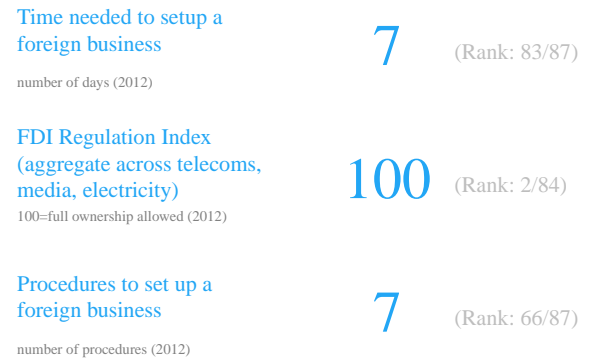 Time needed to setup a
foreign business
7
(Rank: 83/87)
number of days (2012)
FDI Regulation Index
(aggregate across telecoms,
media, electricity)
100
(Rank: 2/84)
100=full ownership allowed (2012)
Procedures to set up a
foreign business
7
(Rank: 66/87)
number of procedures (2012)